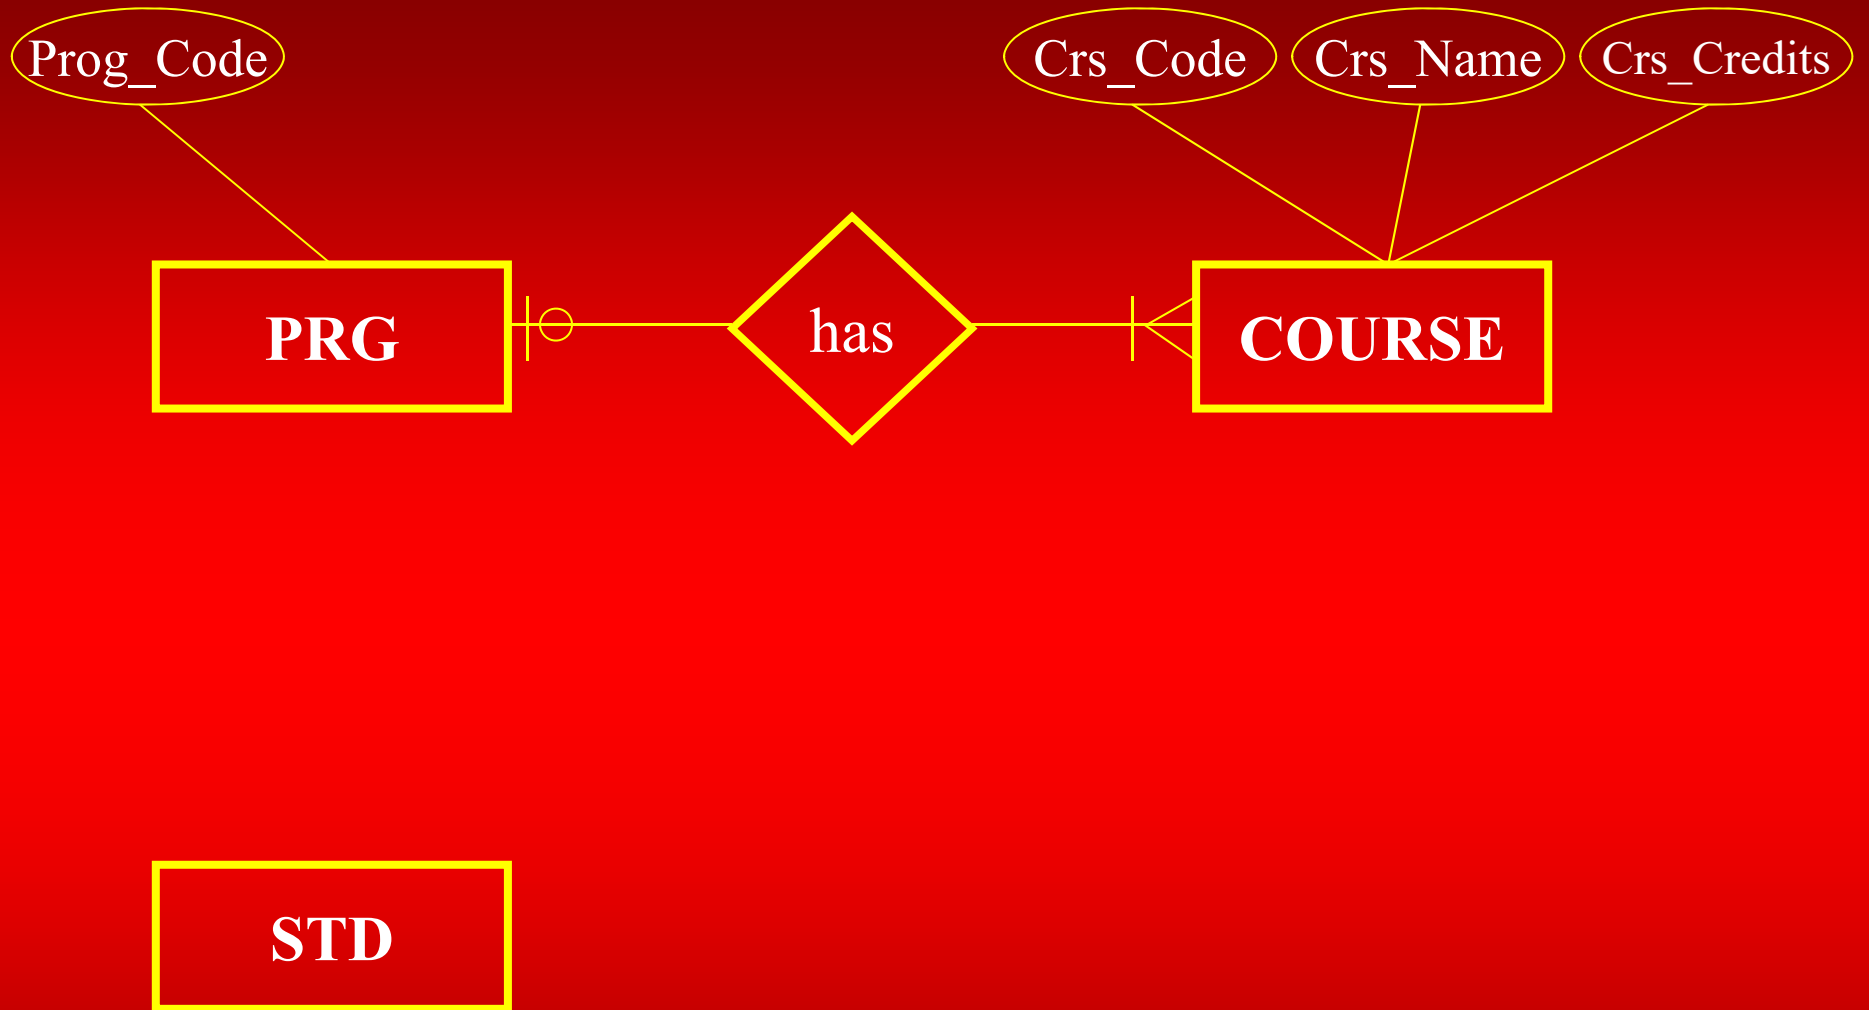 Prog_Code
Crs_Code
Crs_Name
Crs_Credits
PRG
has
COURSE
STD